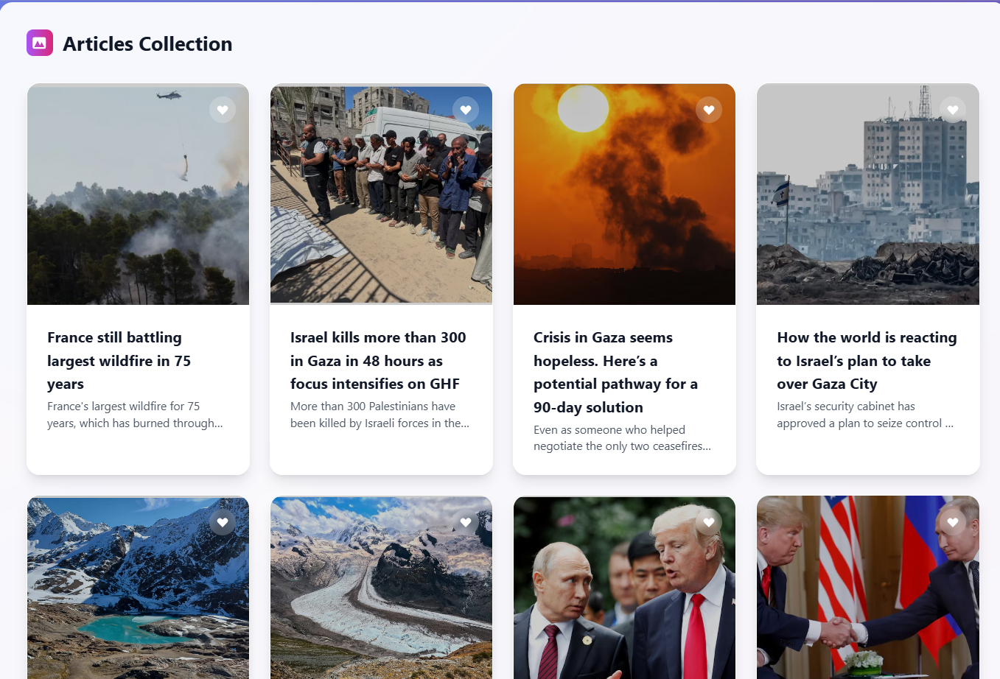 Articles Collection
France still battling
largest wildfire in 75
years
France's largest wildfire for 75
years, which has burned through...
Israel kills more than 300
in Gaza in 48 hours as
focus intensifies on GHF
More than 300 Palestinians have
been killed by Israeli forces in the...
Crisis in Gaza seems
hopeless. Here’s a
potential pathway for a
90-day solution
Even as someone who helped
negotiate the only two ceasefires...
How the world is reacting
to Israel’s plan to take
over Gaza City
Israel’s security cabinet has
approved a plan to seize control ...